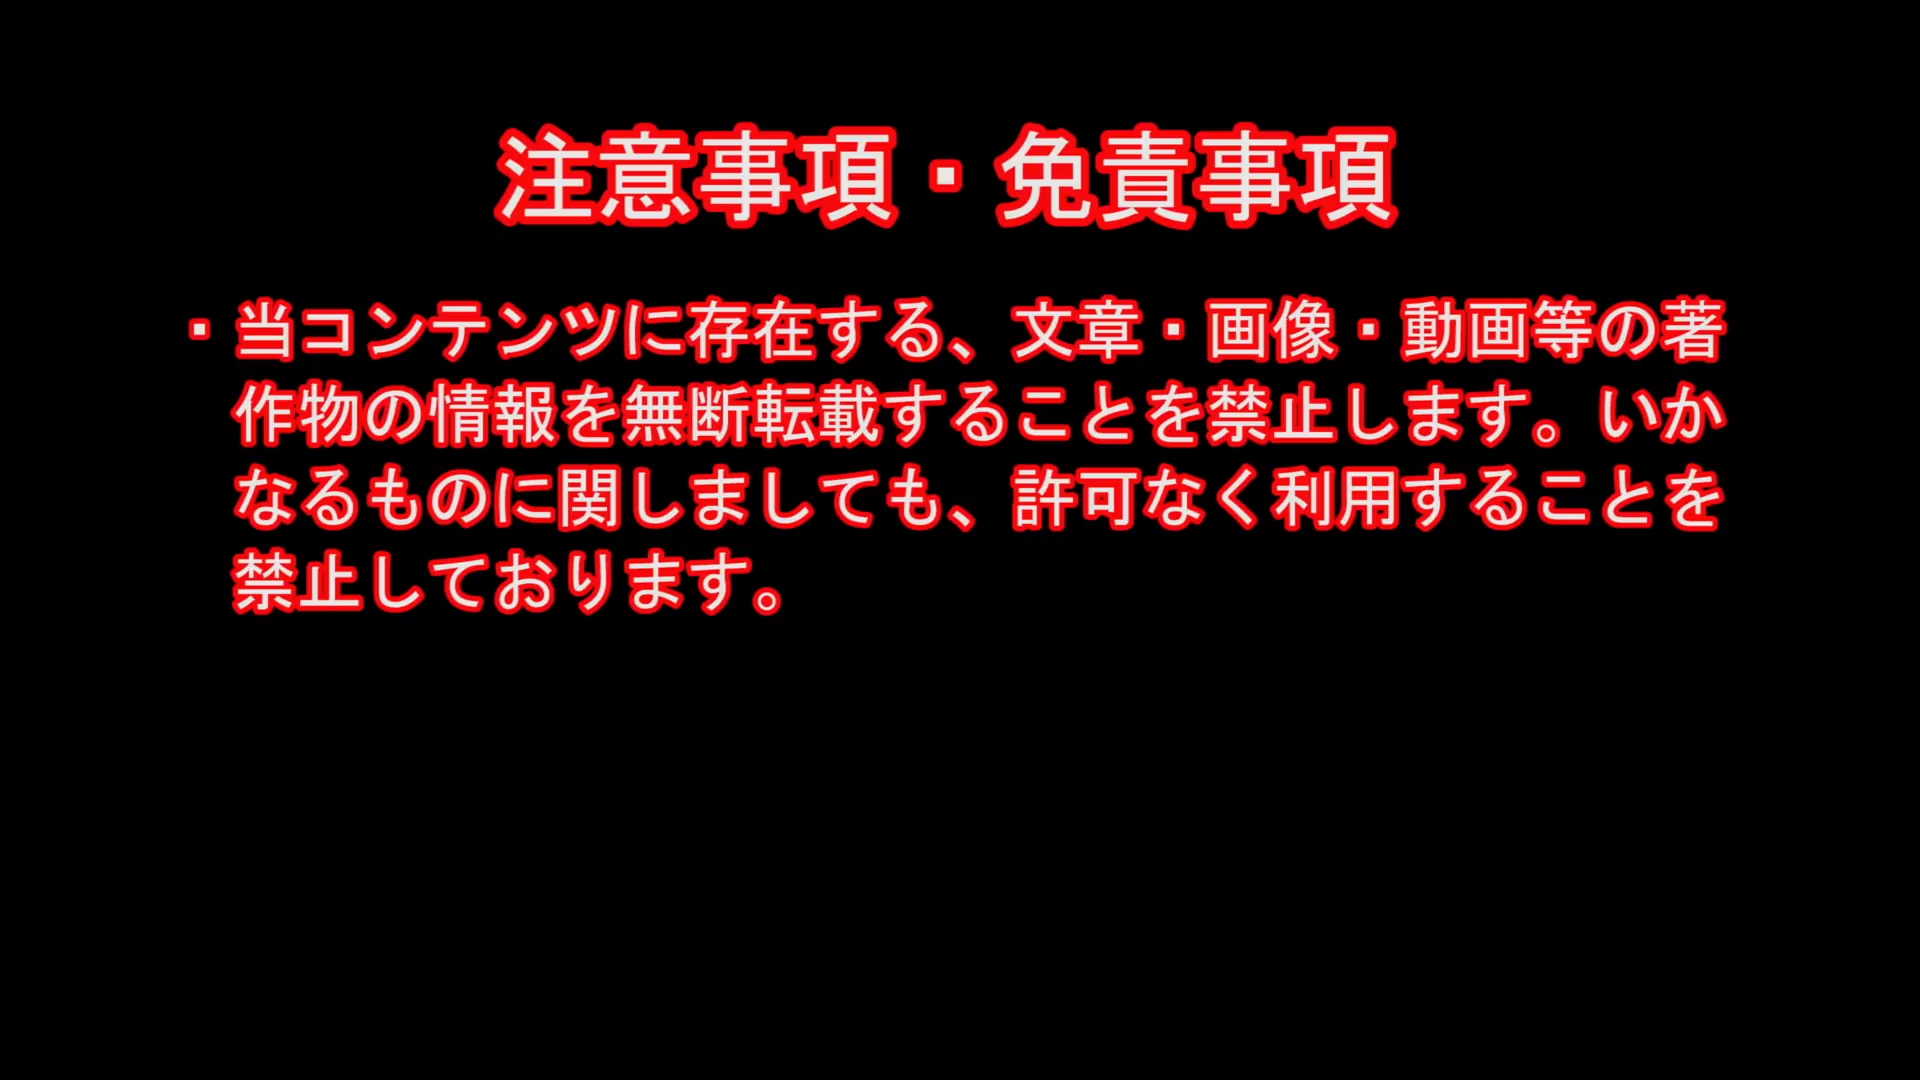 注意事項・免責事項
・当コンテンツに存在する、文章・画像・動画等の著
作物の情報を無断転載することを禁止します。いか
なるものに関しましても、許可なく利用することを
禁止しております。